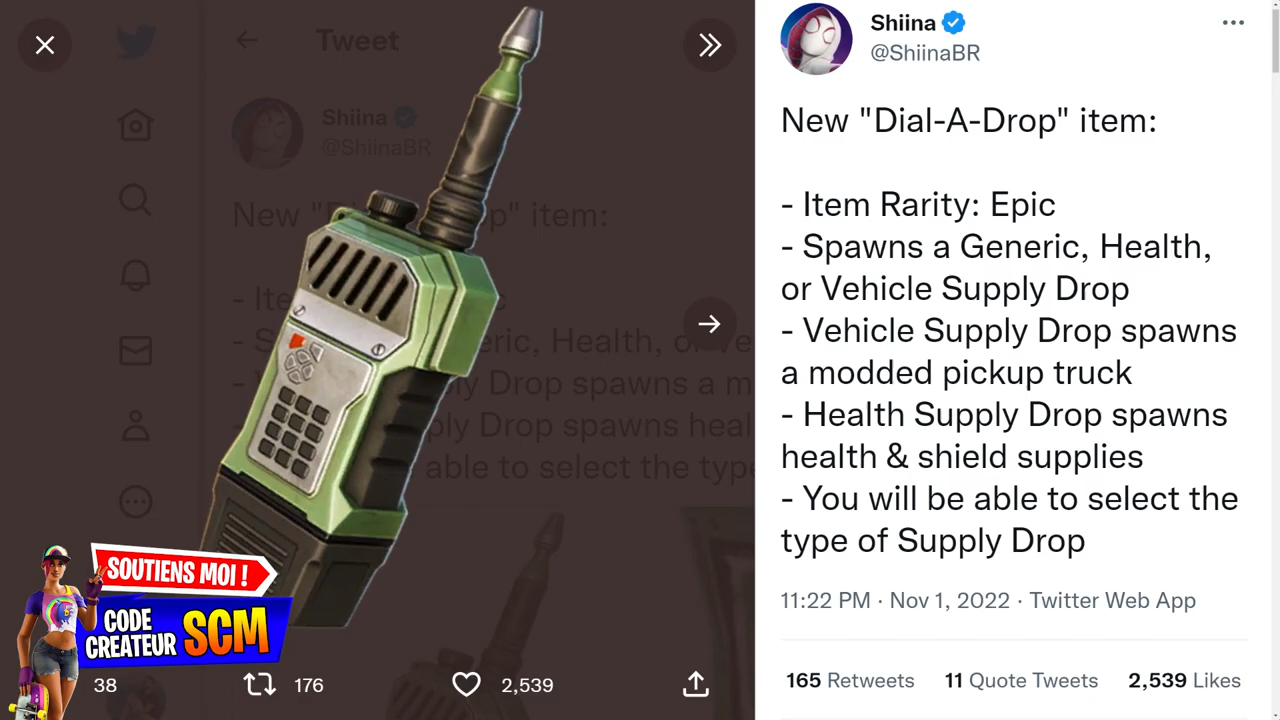 Tweet
Shiina
@ShiinaBR
SOUTIENS MOI !
CODE
CREATEUR SCM
38
176
2,539
Shiina
@ShiinaBR
New "Dial-A-Drop" item:
- Item Rarity: Epic
- Spawns a Generic, Health,
or Vehicle Supply Drop
- Vehicle Supply Drop spawns
a modded pickup truck
- Health Supply Drop spawns
health & shield supplies
- You will be able to select the
type of Supply Drop
11:22 PM · Nov 1, 2022 · Twitter Web App
165 Retweets 11 Quote Tweets 2,539 Likes